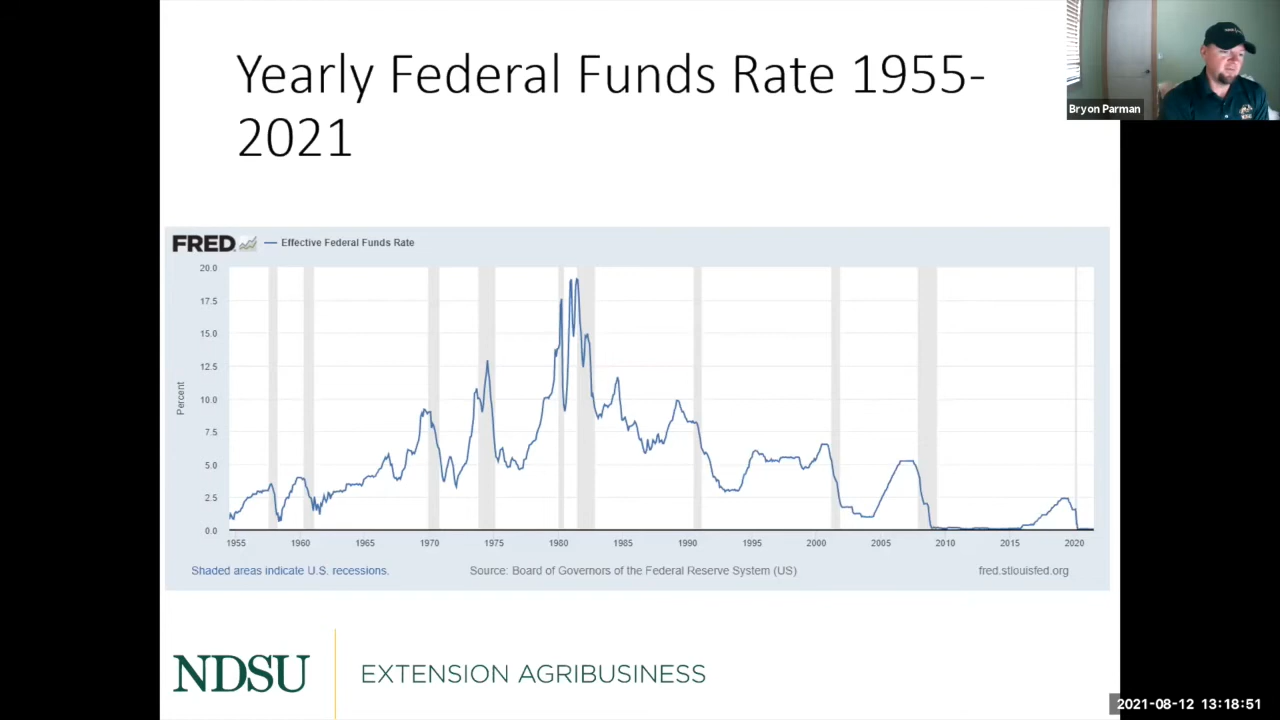 Yearly Federal Funds Rate 1955-
2021
Bryon Parman
FRED
Effective Federal Funds Rate
20.0
17.5
15.0
12.5
10.0
7.5
5.0
2.5
0.0
Percent
1955 1960 1965 1970 1975 1980 1985 1990 1995 2000 2005 2010 2015 2020
Shaded areas indicate U.S. recessions. Source: Board of Governors of the Federal Reserve System (US) fred.stlouisfed.org
NDSU EXTENSION AGRIBUSINESS
2021-08-12 13:18:51